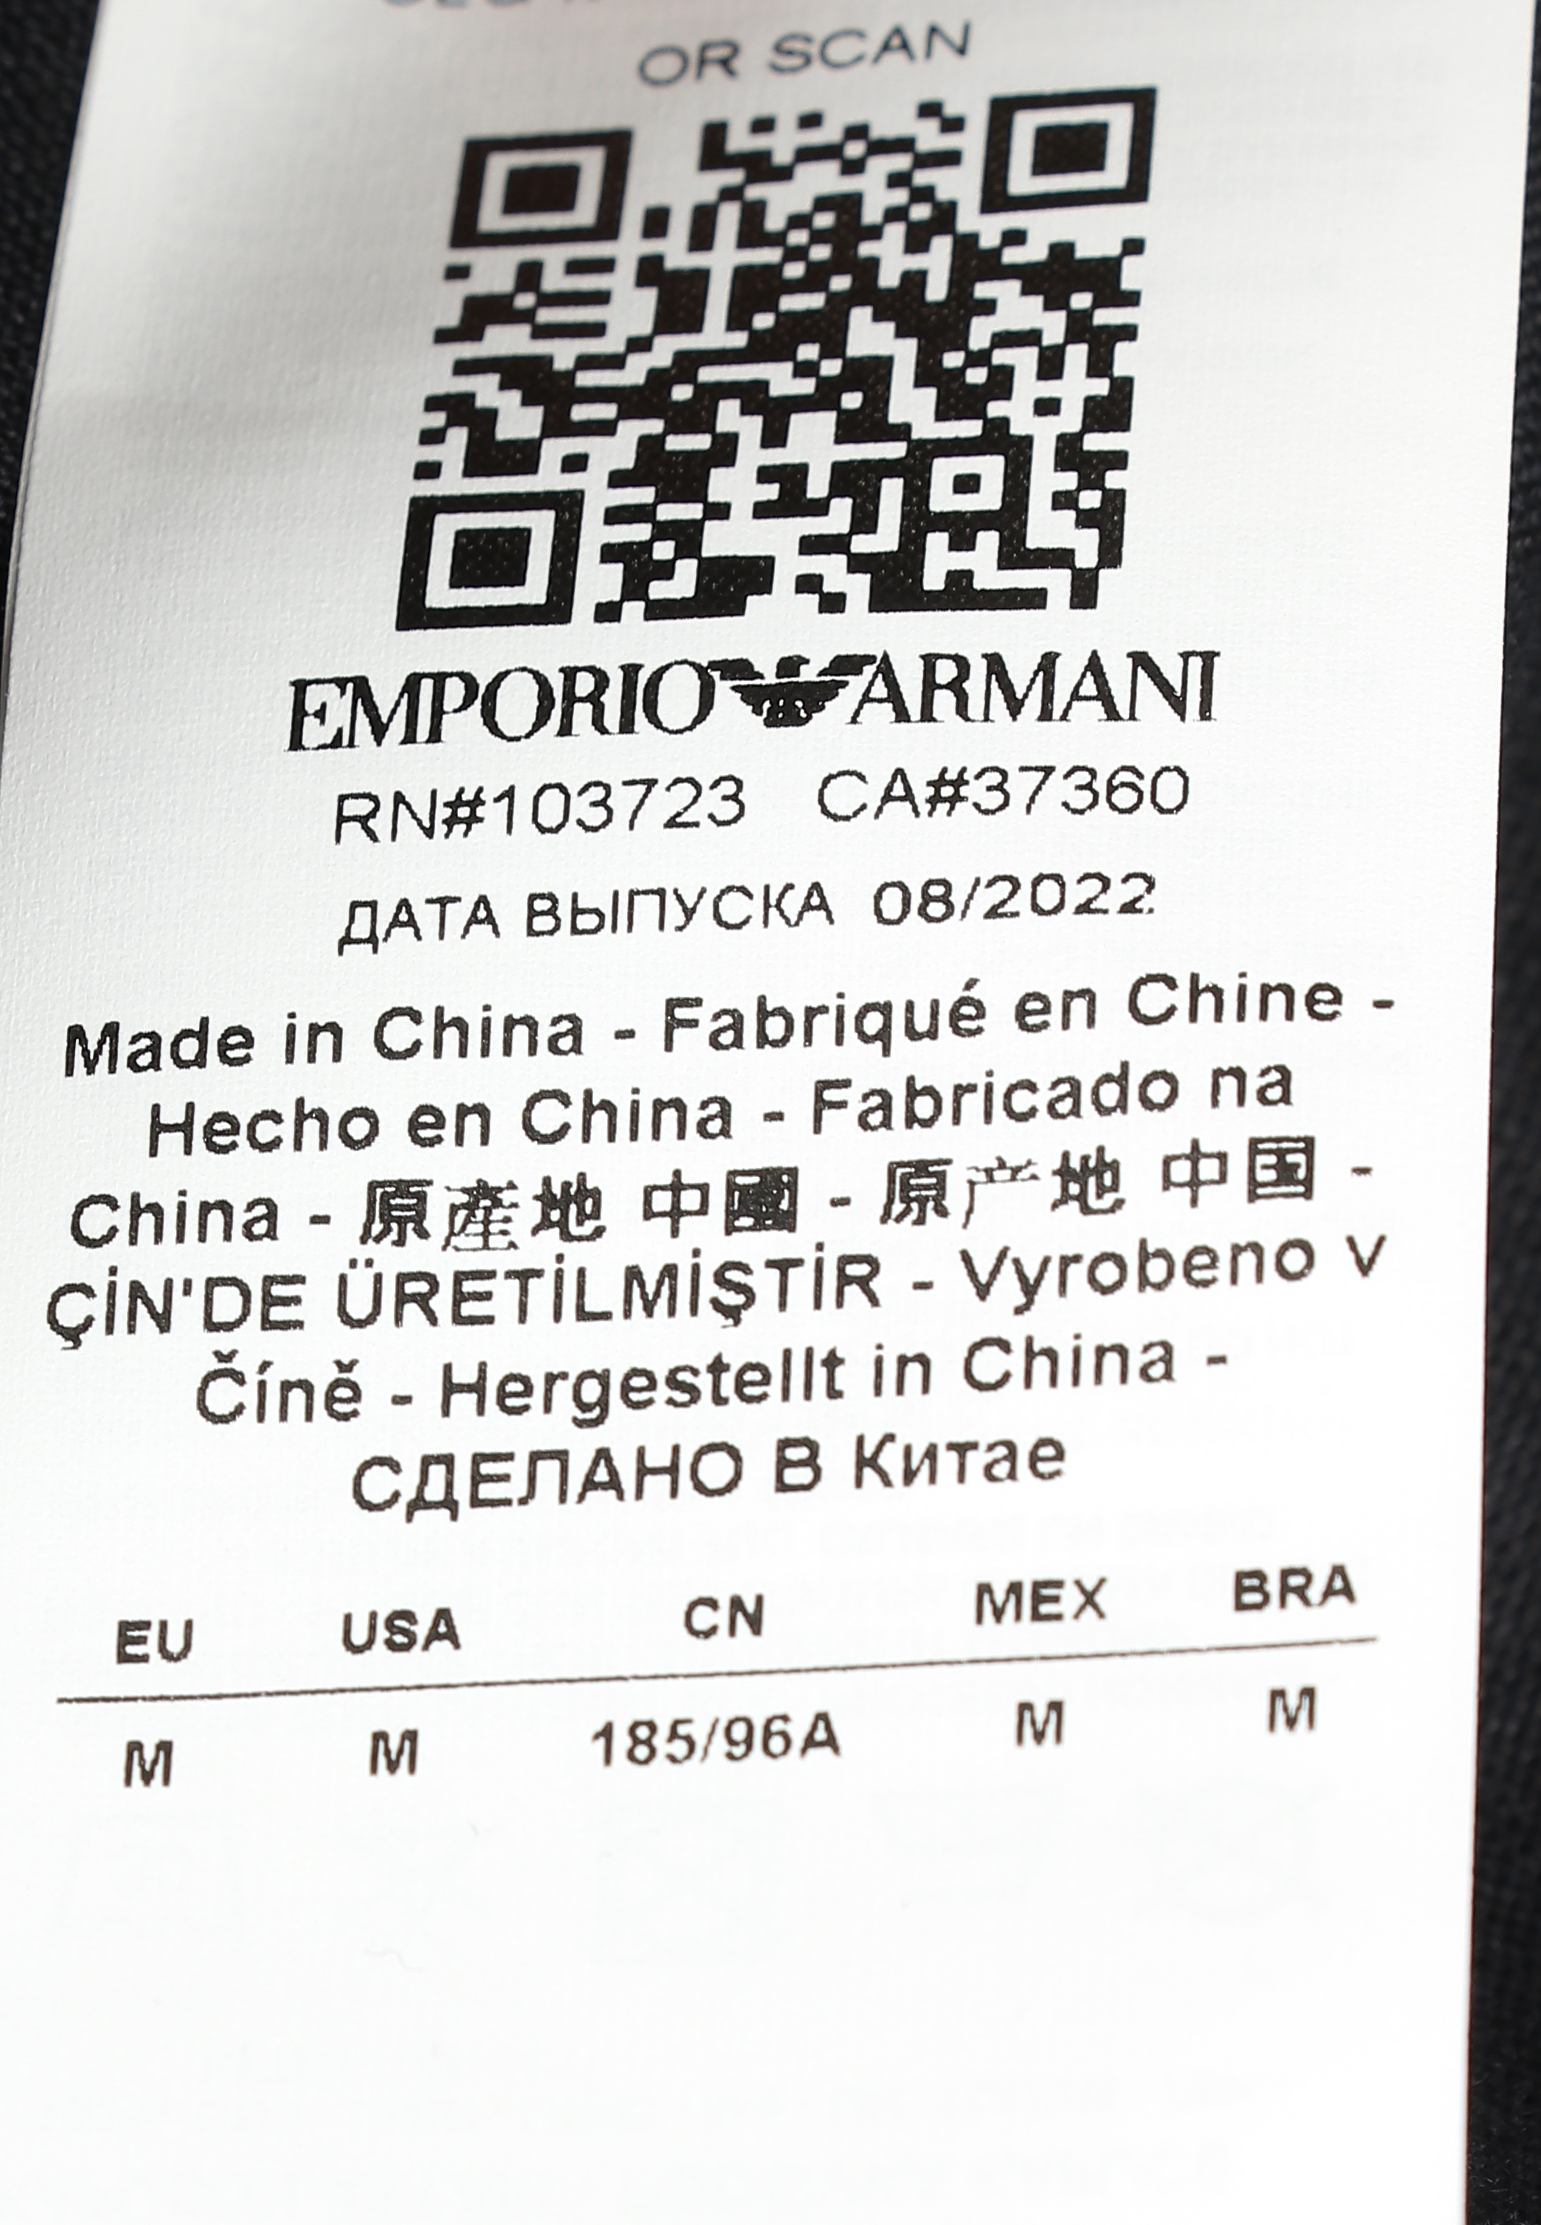 OR SCAN
EMPORIO ARMANI
RN#103723 CA#37360
ДАТА ВЫПУСКА 08/2022
Made in China - Fabriqué en Chine -
Hecho en China - Fabricado na
China - 原產地 中國 - 原产地 中国 -
ÇİN'DE ÜRETİLMİŞTİR - Vyrobeno v
Číně - Hergestellt in China -
СДЕЛАНО В Китае
EU USA CN MEX BRA
M M 185/96A M M